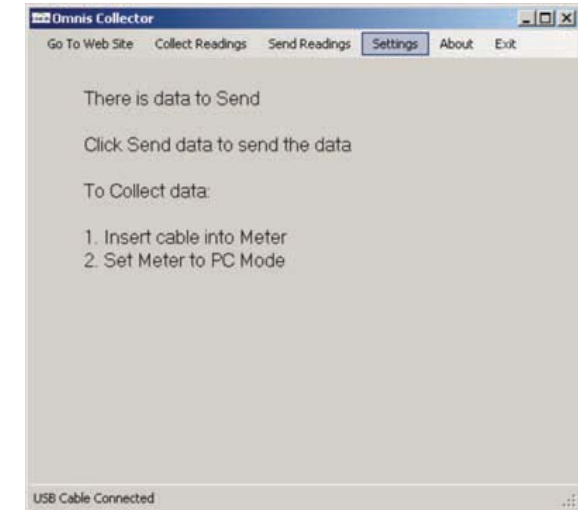 Omnis Collector
Go To Web Site Collect Readings Send Readings Settings About Exit
There is data to Send
Click Send data to send the data
To Collect data:
1. Insert cable into Meter
2. Set Meter to PC Mode
USB Cable Connected